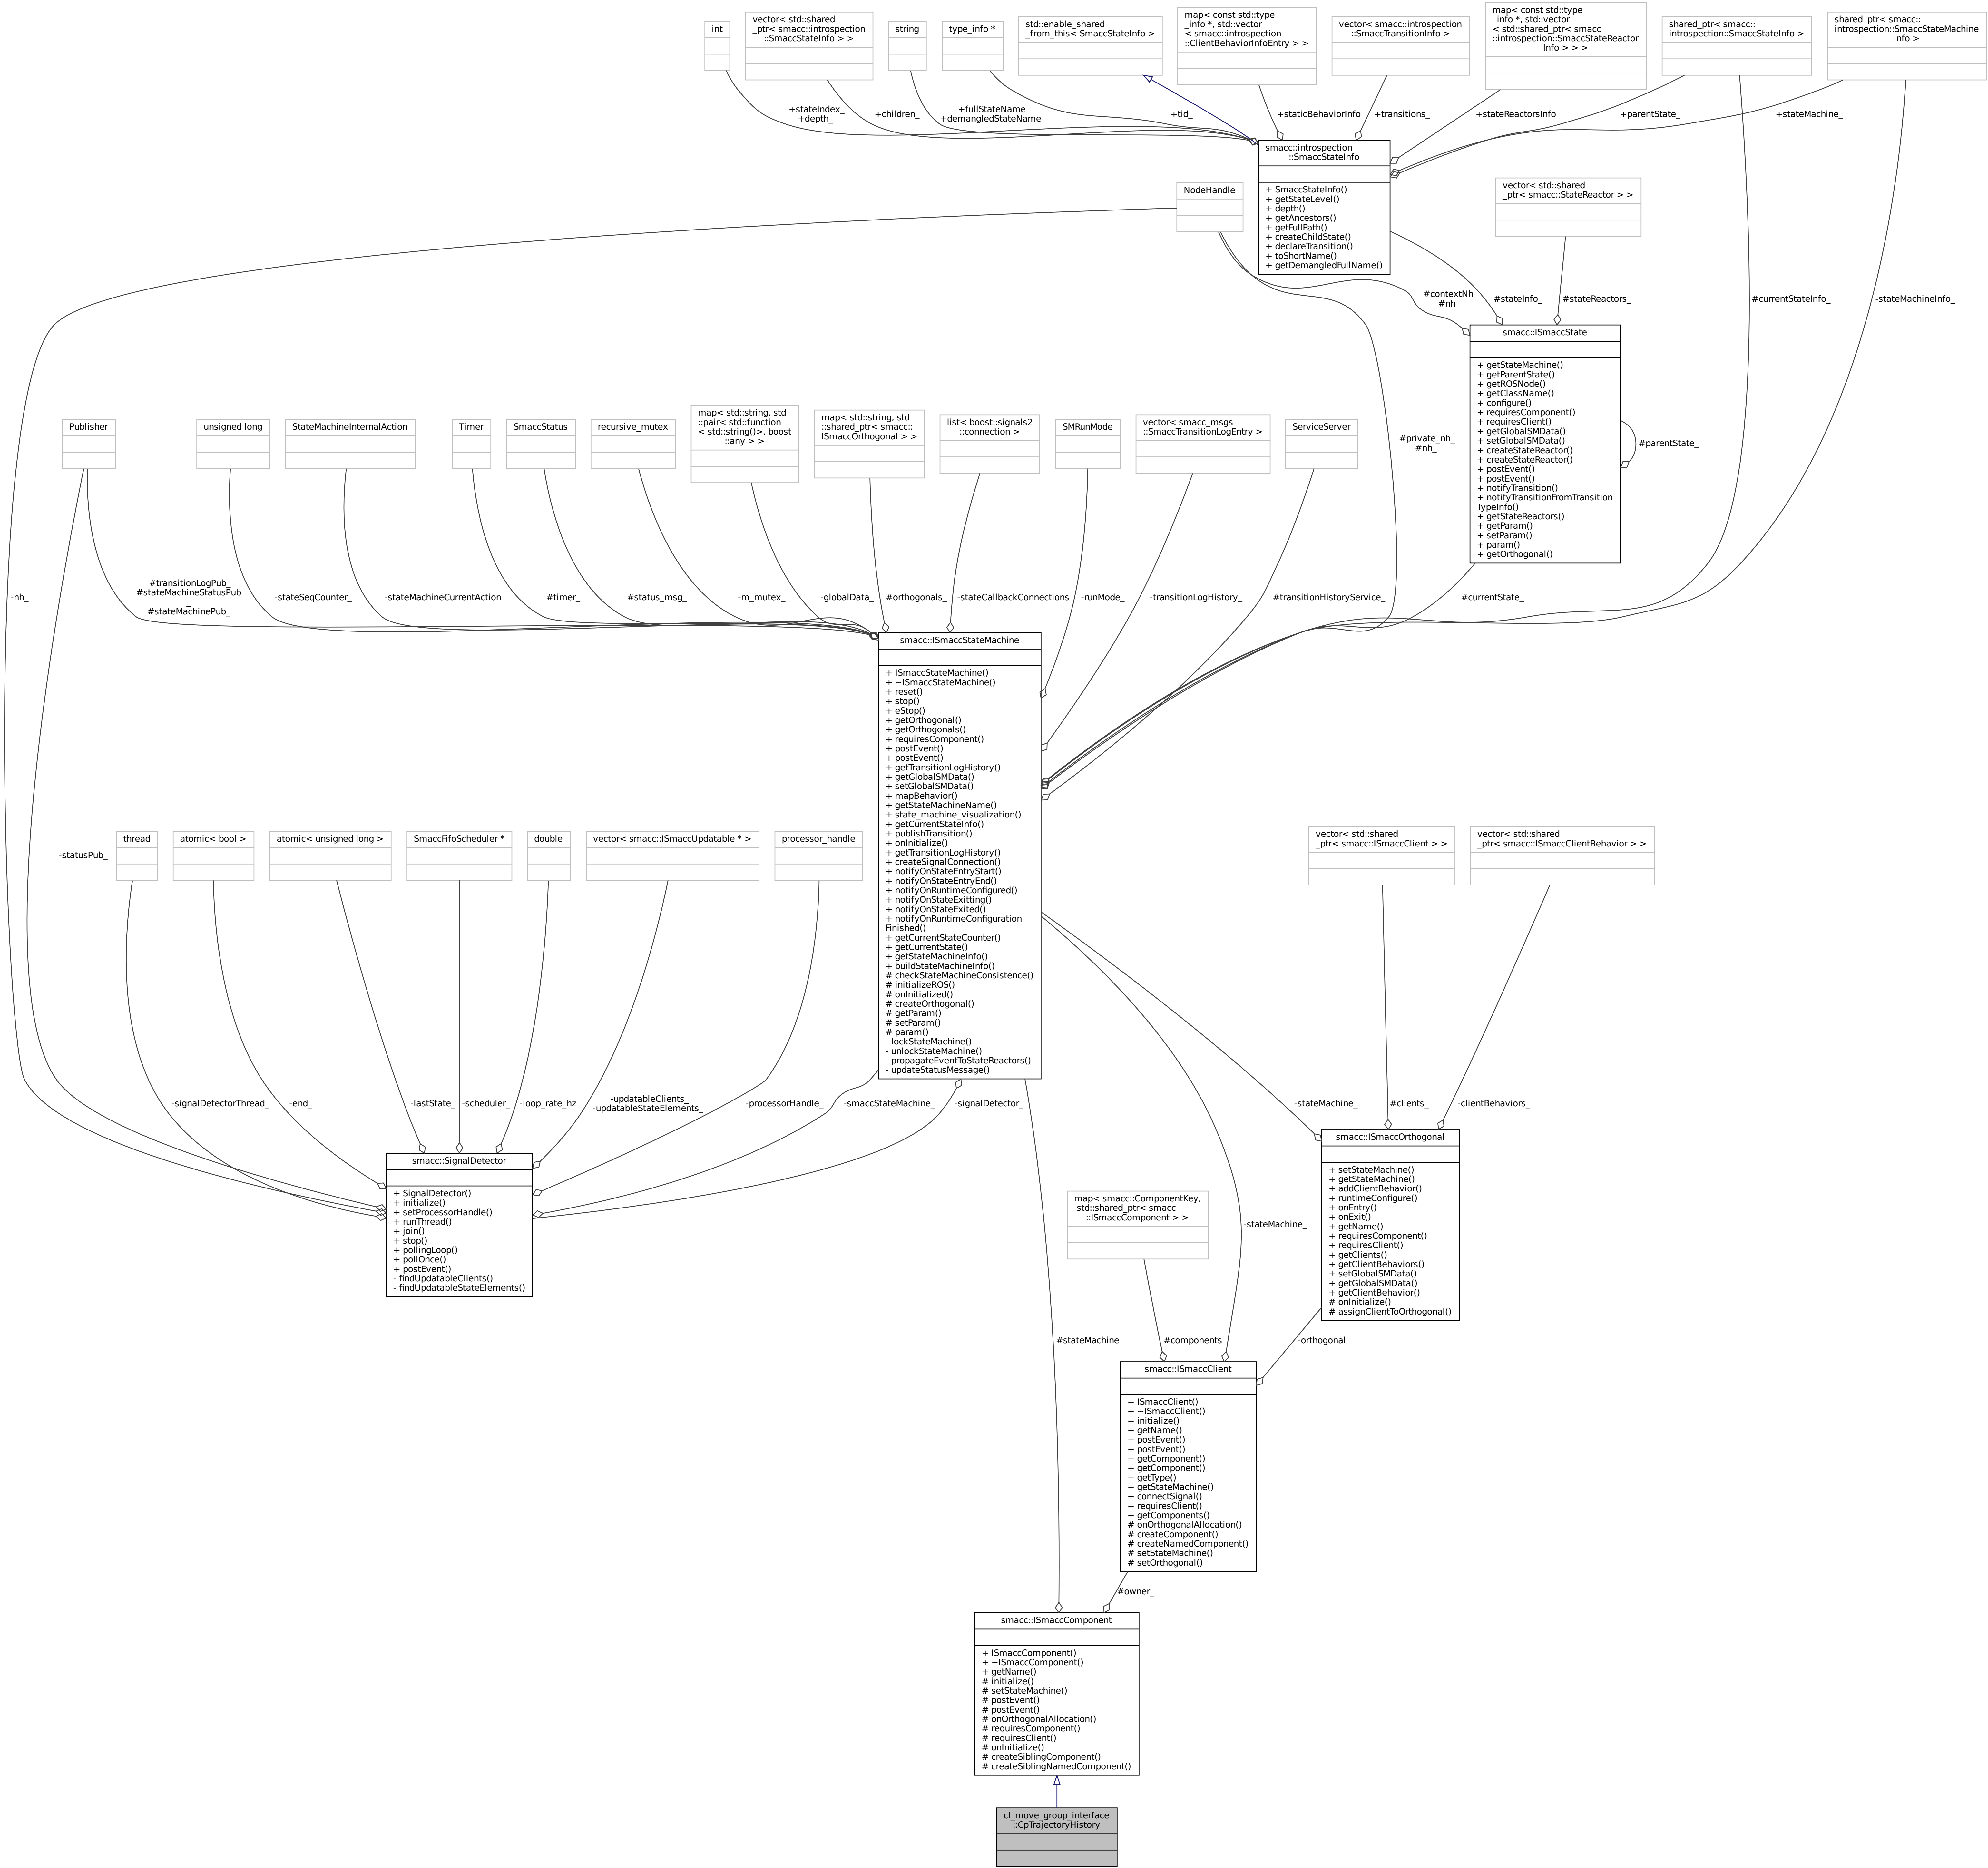 int
vector< std::shared
_ptr< smacc::introspection
::SmaccStateInfo > >
string
type_info *
std::enable_shared
_from_this< SmaccStateInfo >
map< const std::type
_info *, std::vector
< smacc::introspection
::ClientBehaviorInfoEntry > >
vector< smacc::introspection
::SmaccTransitionInfo >
map< const std::type
_info *, std::vector
< std::shared_ptr< smacc
::introspection::SmaccStateReactor
Info > > >
shared_ptr< smacc::
introspection::SmaccStateInfo >
shared_ptr< smacc::
introspection::SmaccStateMachine
Info >
+stateIndex_
+depth_
+children_
+fullStateName
+demangledStateName
+tid_
+staticBehaviorInfo
+transitions_
+stateReactorsInfo
+parentState_
+stateMachine_
smacc::introspection
::SmaccStateInfo
+ SmaccStateInfo()
+ getStateLevel()
+ depth()
+ getAncestors()
+ getFullPath()
+ createChildState()
+ declareTransition()
+ toShortName()
+ getDemangledFullName()
NodeHandle
vector< std::shared
_ptr< smacc::StateReactor > >
#contextNh
#nh
#stateInfo_
#stateReactors_
#currentStateInfo_
-stateMachineInfo_
smacc::ISmaccState
+ getStateMachine()
+ getParentState()
+ getROSNode()
+ getClassName()
+ configure()
+ requiresComponent()
+ requiresClient()
+ getGlobalSMData()
+ setGlobalSMData()
+ createStateReactor()
+ createStateReactor()
+ postEvent()
+ postEvent()
+ notifyTransition()
+ notifyTransitionFromTransition
TypeInfo()
+ getStateReactors()
+ getParam()
+ setParam()
+ param()
+ getOrthogonal()
#parentState_
Publisher
unsigned long
StateMachineInternalAction
Timer
SmaccStatus
recursive_mutex
map< std::string, std
::pair< std::function
< std::string()>, boost
::any > >
map< std::string, std
::shared_ptr< smacc::
ISmaccOrthogonal > >
list< boost::signals2
::connection >
SMRunMode
vector< smacc_msgs
::SmaccTransitionLogEntry >
ServiceServer
#private_nh_
#nh_
-nh_
#transitionLogPub_
#stateMachineStatusPub
_
#stateMachinePub_
-stateSeqCounter_
-stateMachineCurrentAction
#timer_
#status_msg_
-m_mutex_
-globalData_
#orthogonals_
-stateCallbackConnections
-runMode_
-transitionLogHistory_
#transitionHistoryService_
#currentState_
smacc::ISmaccStateMachine
+ ISmaccStateMachine()
+ ~ISmaccStateMachine()
+ reset()
+ stop()
+ eStop()
+ getOrthogonal()
+ getOrthogonals()
+ requiresComponent()
+ postEvent()
+ postEvent()
+ getTransitionLogHistory()
+ getGlobalSMData()
+ setGlobalSMData()
+ mapBehavior()
+ getStateMachineName()
+ state_machine_visualization()
+ getCurrentStateInfo()
+ publishTransition()
+ onInitialize()
+ getTransitionLogHistory()
+ createSignalConnection()
+ notifyOnStateEntryStart()
+ notifyOnStateEntryEnd()
+ notifyOnRuntimeConfigured()
+ notifyOnStateExitting()
+ notifyOnStateExited()
+ notifyOnRuntimeConfiguration
Finished()
+ getCurrentStateCounter()
+ getCurrentState()
+ getStateMachineInfo()
+ buildStateMachineInfo()
# checkStateMachineConsistence()
# initializeROS()
# onInitialized()
# createOrthogonal()
# getParam()
# setParam()
# param()
- lockStateMachine()
- unlockStateMachine()
- propagateEventToStateReactors()
- updateStatusMessage()
-statusPub_
thread
atomic< bool >
atomic< unsigned long >
SmaccFifoScheduler *
double
vector< smacc::ISmaccUpdatable * >
processor_handle
vector< std::shared
_ptr< smacc::ISmaccClient > >
vector< std::shared
_ptr< smacc::ISmaccClientBehavior > >
-signalDetectorThread_
-end_
-lastState_
-scheduler_
-loop_rate_hz
-updatableClients_
-updatableStateElements_
-processorHandle_
-smaccStateMachine_
-signalDetector_
-stateMachine_
#clients_
-clientBehaviors_
smacc::SignalDetector
+ SignalDetector()
+ initialize()
+ setProcessorHandle()
+ runThread()
+ join()
+ stop()
+ pollingLoop()
+ pollOnce()
+ postEvent()
- findUpdatableClients()
- findUpdatableStateElements()
smacc::ISmaccOrthogonal
+ setStateMachine()
+ getStateMachine()
+ addClientBehavior()
+ runtimeConfigure()
+ onEntry()
+ onExit()
+ getName()
+ requiresComponent()
+ requiresClient()
+ getClients()
+ getClientBehaviors()
+ setGlobalSMData()
+ getGlobalSMData()
+ getClientBehavior()
# onInitialize()
# assignClientToOrthogonal()
map< smacc::ComponentKey,
std::shared_ptr< smacc
::ISmaccComponent > >
-stateMachine_
#stateMachine_
#components_
-orthogonal_
smacc::ISmaccClient
+ ISmaccClient()
+ ~ISmaccClient()
+ initialize()
+ getName()
+ postEvent()
+ postEvent()
+ getComponent()
+ getComponent()
+ getType()
+ getStateMachine()
+ connectSignal()
+ requiresClient()
+ getComponents()
# onOrthogonalAllocation()
# createComponent()
# createNamedComponent()
# setStateMachine()
# setOrthogonal()
#owner_
smacc::ISmaccComponent
+ ISmaccComponent()
+ ~ISmaccComponent()
+ getName()
# initialize()
# setStateMachine()
# postEvent()
# postEvent()
# onOrthogonalAllocation()
# requiresComponent()
# requiresClient()
# onInitialize()
# createSiblingComponent()
# createSiblingNamedComponent()
cl_move_group_interface
::CpTrajectoryHistory